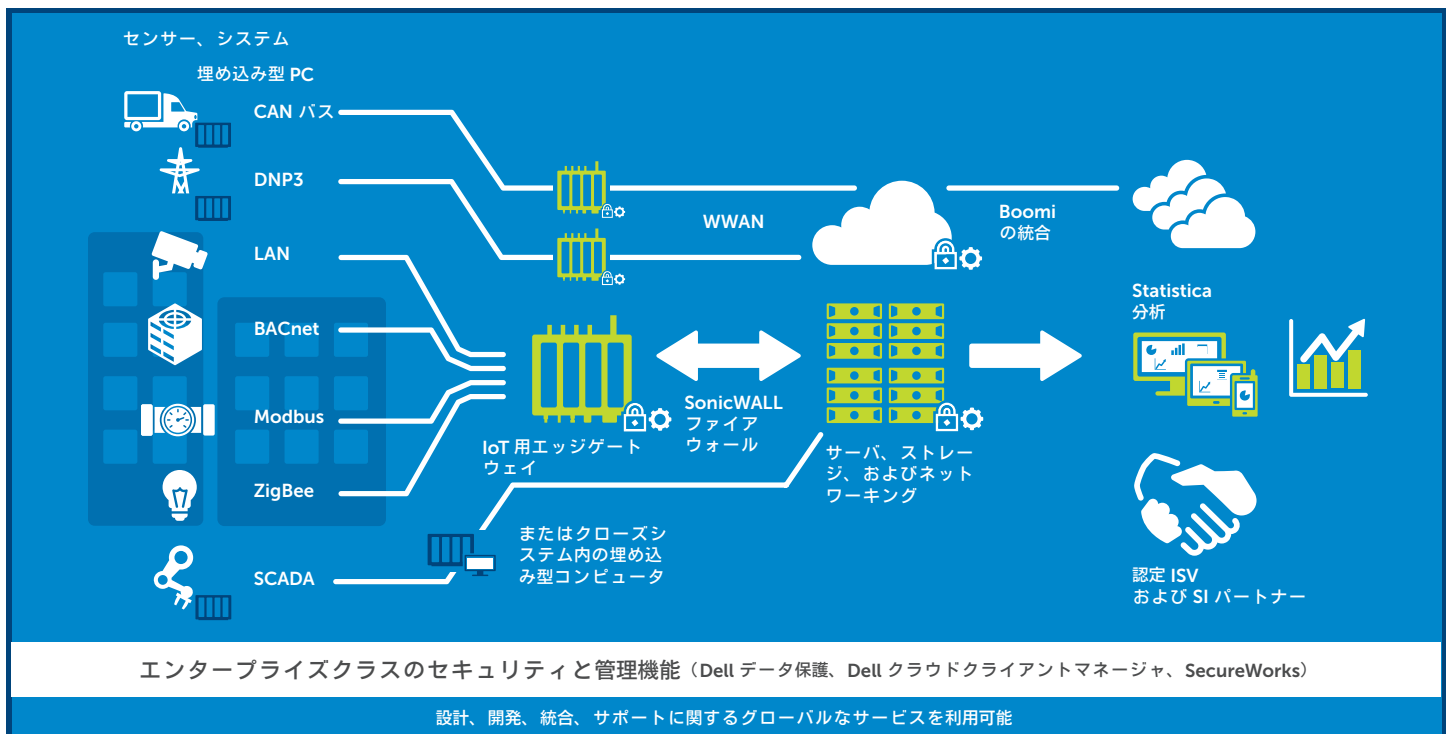 センサー、システム
埋め込み型 PC
CAN バス
DNP3
LAN
BACnet
Modbus
ZigBee
SCADA
WWAN
Boomi
の統合
IoT 用エッジゲート
ウェイ
SonicWALL
ファイア
ウォール
サーバ、ストレー
ジ、およびネット
ワーキング
またはクローズシ
ステム内の埋め込
み型コンピュータ
Statistica
分析
認定 ISV
および SI パートナー
エンタープライズクラスのセキュリティと管理機能（Dell データ保護、Dell クラウドクライアントマネージャ、SecureWorks）
設計、開発、統合、サポートに関するグローバルなサービスを利用可能